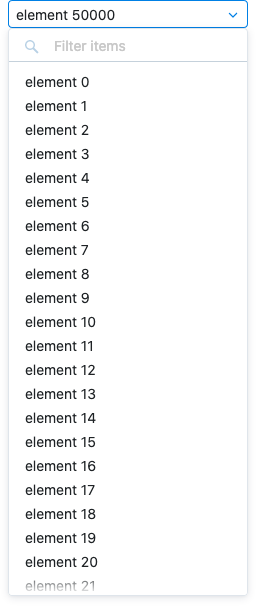 element 50000
Filter items
element 0
element 1
element 2
element 3
element 4
element 5
element 6
element 7
element 8
element 9
element 10
element 11
element 12
element 13
element 14
element 15
element 16
element 17
element 18
element 19
element 20
element 21